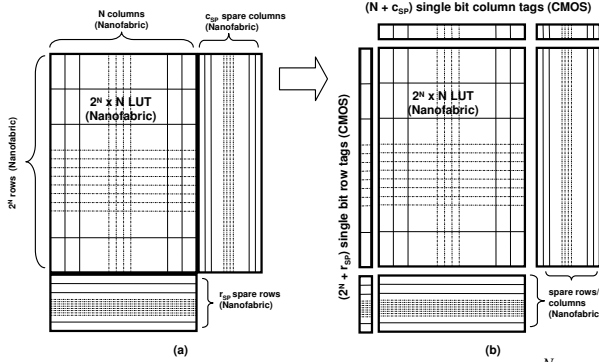 N columns
(Nanofabric)
c_SP spare columns
(Nanofabric)
2^N x N LUT
(Nanofabric)
2^N rows (Nanofabric)
r_SP spare rows
(Nanofabric)
(a)
(N + c_SP) single bit column tags (CMOS)
2^N x N LUT
(Nanofabric)
(2^N + r_SP) single bit row tags (CMOS)
spare rows/
columns
(Nanofabric
(b)
N